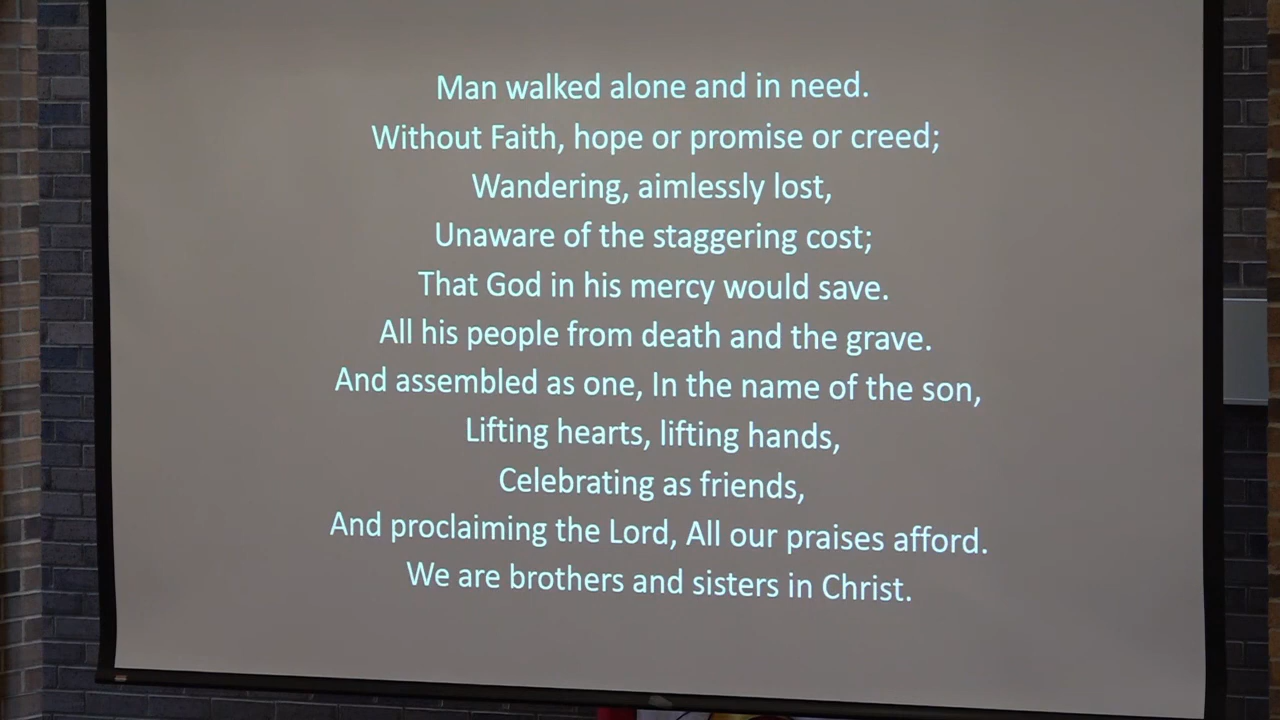 Man walked alone and in need.
Without Faith, hope or promise or creed;
Wandering, aimlessly lost,
Unaware of the staggering cost;
That God in his mercy would save.
All his people from death and the grave.
And assembled as one, In the name of the son,
Lifting hearts, lifting hands,
Celebrating as friends,
And proclaiming the Lord, All our praises afford.
We are brothers and sisters in Christ.